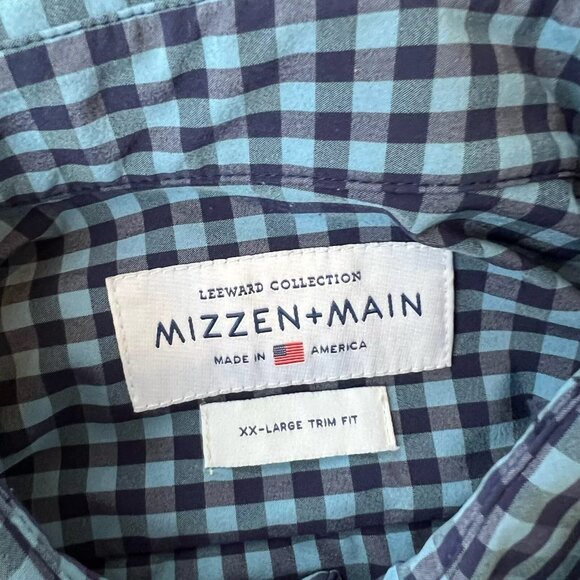 LEEWARD COLLECTION
MIZZEN+MAIN
MADE IN AMERICA
XX-LARGE TRIM FIT